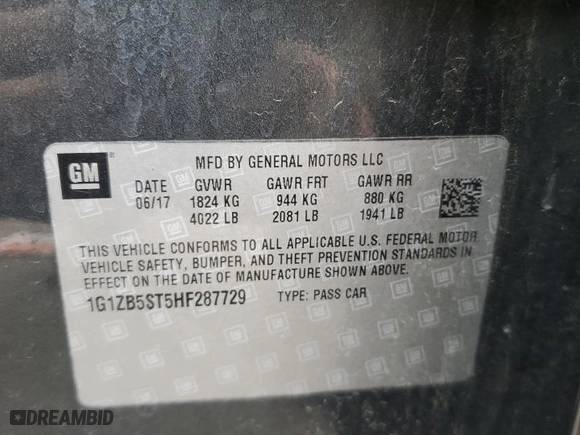 GM
MFD BY GENERAL MOTORS LLC
DATE GVWR GAWR FRT GAWR RR
06/17 1824 KG 944 KG 880 KG
4022 LB 2081 LB 1941 LB
THIS VEHICLE CONFORMS TO ALL APPLICABLE U.S. FEDERAL MOTOR
VEHICLE SAFETY, BUMPER, AND THEFT PREVENTION STANDARDS IN
EFFECT ON THE DATE OF MANUFACTURE SHOWN ABOVE.
1G1ZB5ST5HF287729 TYPE: PASS CAR
DREAMBID